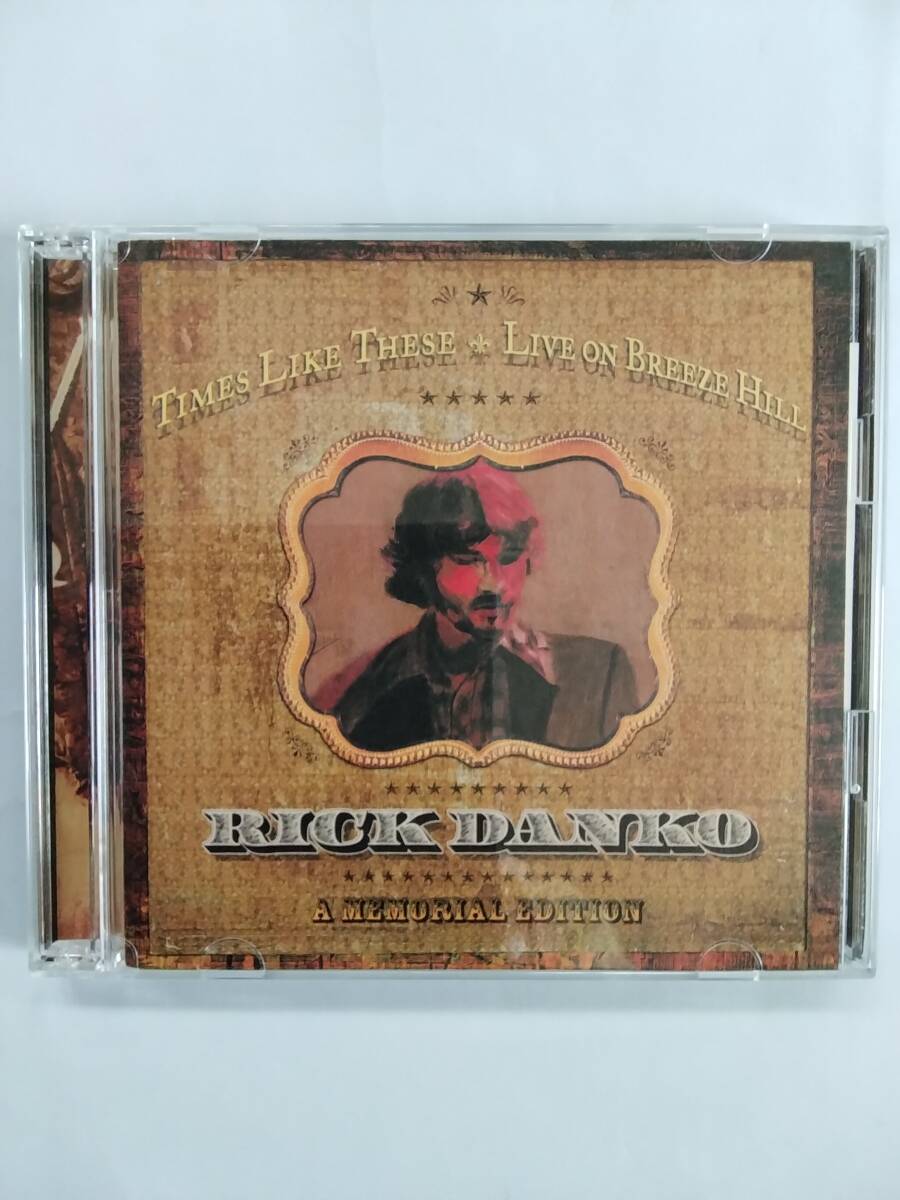 TIMES LIKE THESE ⚜ LIVE ON BREEZE HILL
RICK DANKO
A MEMORIAL EDITION